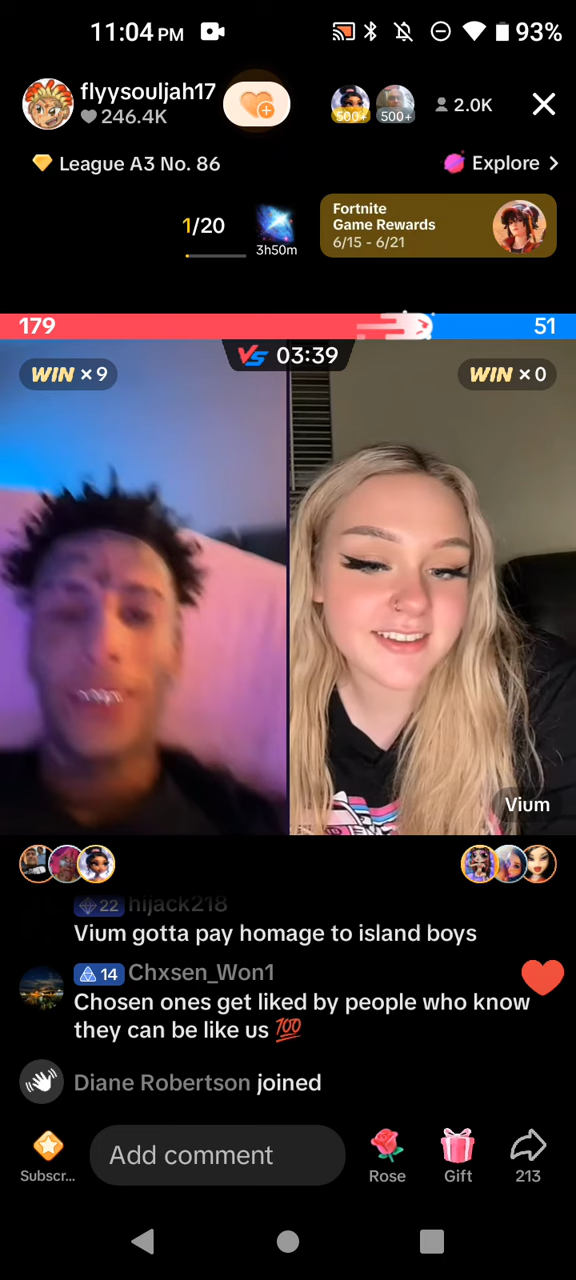 11:04 PM
93%
flyysouljah17
246.4K
500+
500+
2.0K
League A3 No. 86
Explore >
1/20
3h50m
Fortnite
Game Rewards
6/15 - 6/21
179
51
VS 03:39
WIN × 9
WIN × 0
Vium
22 hijack218
Vium gotta pay homage to island boys
14 Chxsen_Won1
Chosen ones get liked by people who know
they can be like us 💯
Diane Robertson joined
Subscr...
Add comment
Rose
Gift
213